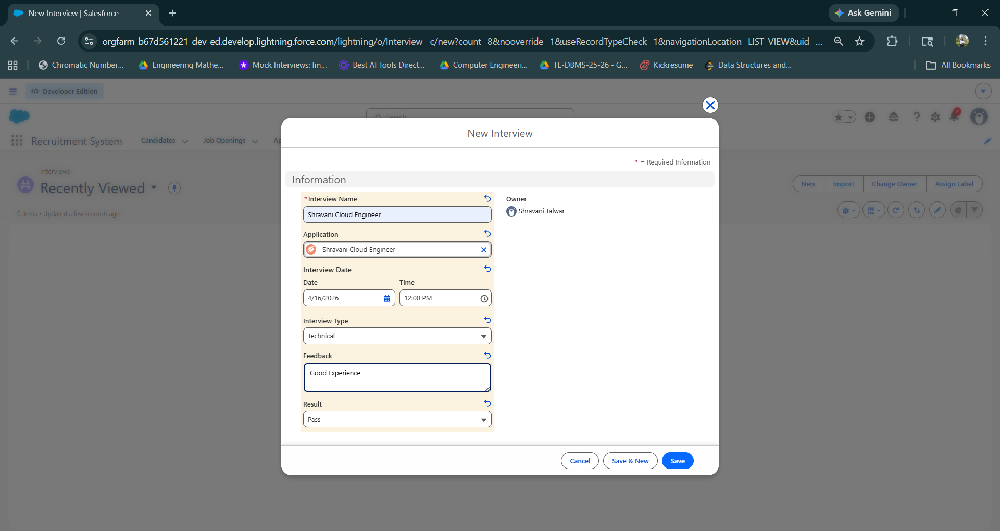 New Interview | Salesforce
Ask Gemini
orgfarm-b67d561221-dev-ed.develop.lightning.force.com/lightning/o/Interview__c/new?count=8&nooverride=1&useRecordTypeCheck=1&navigationLocation=LIST_VIEW&uid=...
Chromatic Number...
Engineering Mathe...
Mock Interviews: Im...
Best AI Tools Direct...
Computer Engineeri...
TE-DBMS-25-26 - G...
Kickresume
Data Structures and...
All Bookmarks
</> Developer Edition
Search
2
Recruitment System
Candidates
Job Openings
Ap
Interviews
Recently Viewed
0 items • Updated a few seconds ago
New
Import
Change Owner
Assign Label
New Interview
* = Required Information
Information
* Interview Name
Shravani Cloud Engineer
Owner
Shravani Talwar
Application
Shravani Cloud Engineer
Interview Date
Date
Time
4/16/2026
12:00 PM
Interview Type
Technical
Feedback
Good Experience
Result
Pass
Cancel
Save & New
Save